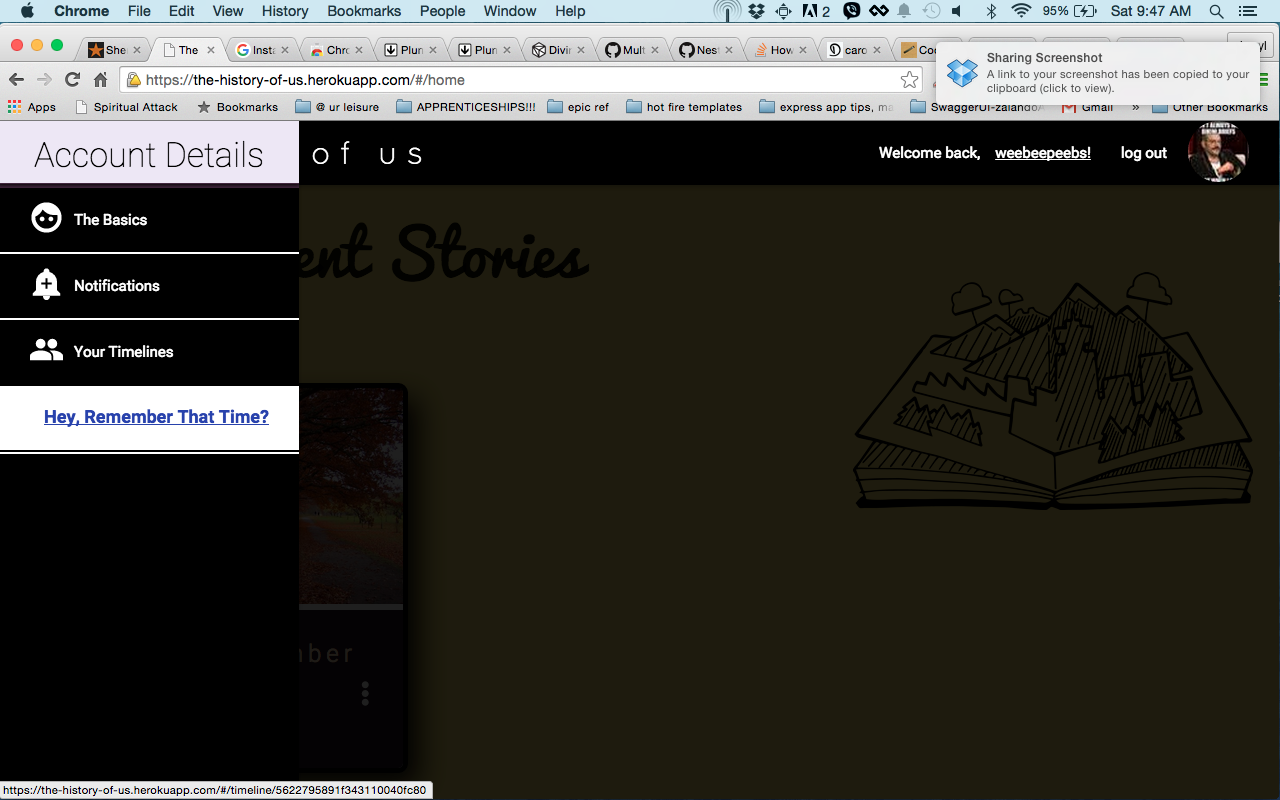 Chrome File Edit View History Bookmarks People Window Help 2 95% Sat 9:47 AM
She The Insta Chro Plun Plun Divin Mult Nest How Coo
https://the-history-of-us.herokuapp.com/#/home
Sharing Screenshot
A link to your screenshot has been copied to your
clipboard (click to view).
Apps Spiritual Attack Bookmarks @ ur leisure APPRENTICESHIPS!!! epic ref hot fire templates express app tips, ma SwaggerUI-zalando/ Gmail » Other Bookmarks
Account Details of us Welcome back, weebeepeebs! log out
The Basics
ent Stories
Notifications
Your Timelines
Hey, Remember That Time?
mber
https://the-history-of-us.herokuapp.com/#/timeline/5622795891f343110040fc80